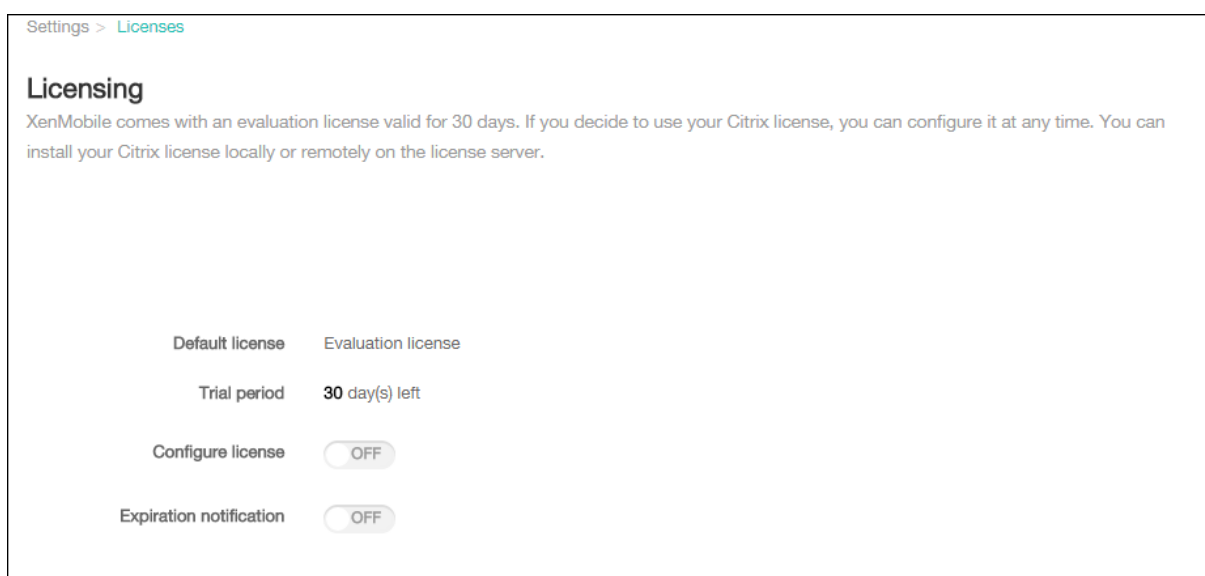 Settings > Licenses
Licensing
XenMobile comes with an evaluation license valid for 30 days. If you decide to use your Citrix license, you can configure it at any time. You can
install your Citrix license locally or remotely on the license server.
Default license Evaluation license
Trial period 30 day(s) left
Configure license OFF
Expiration notification OFF